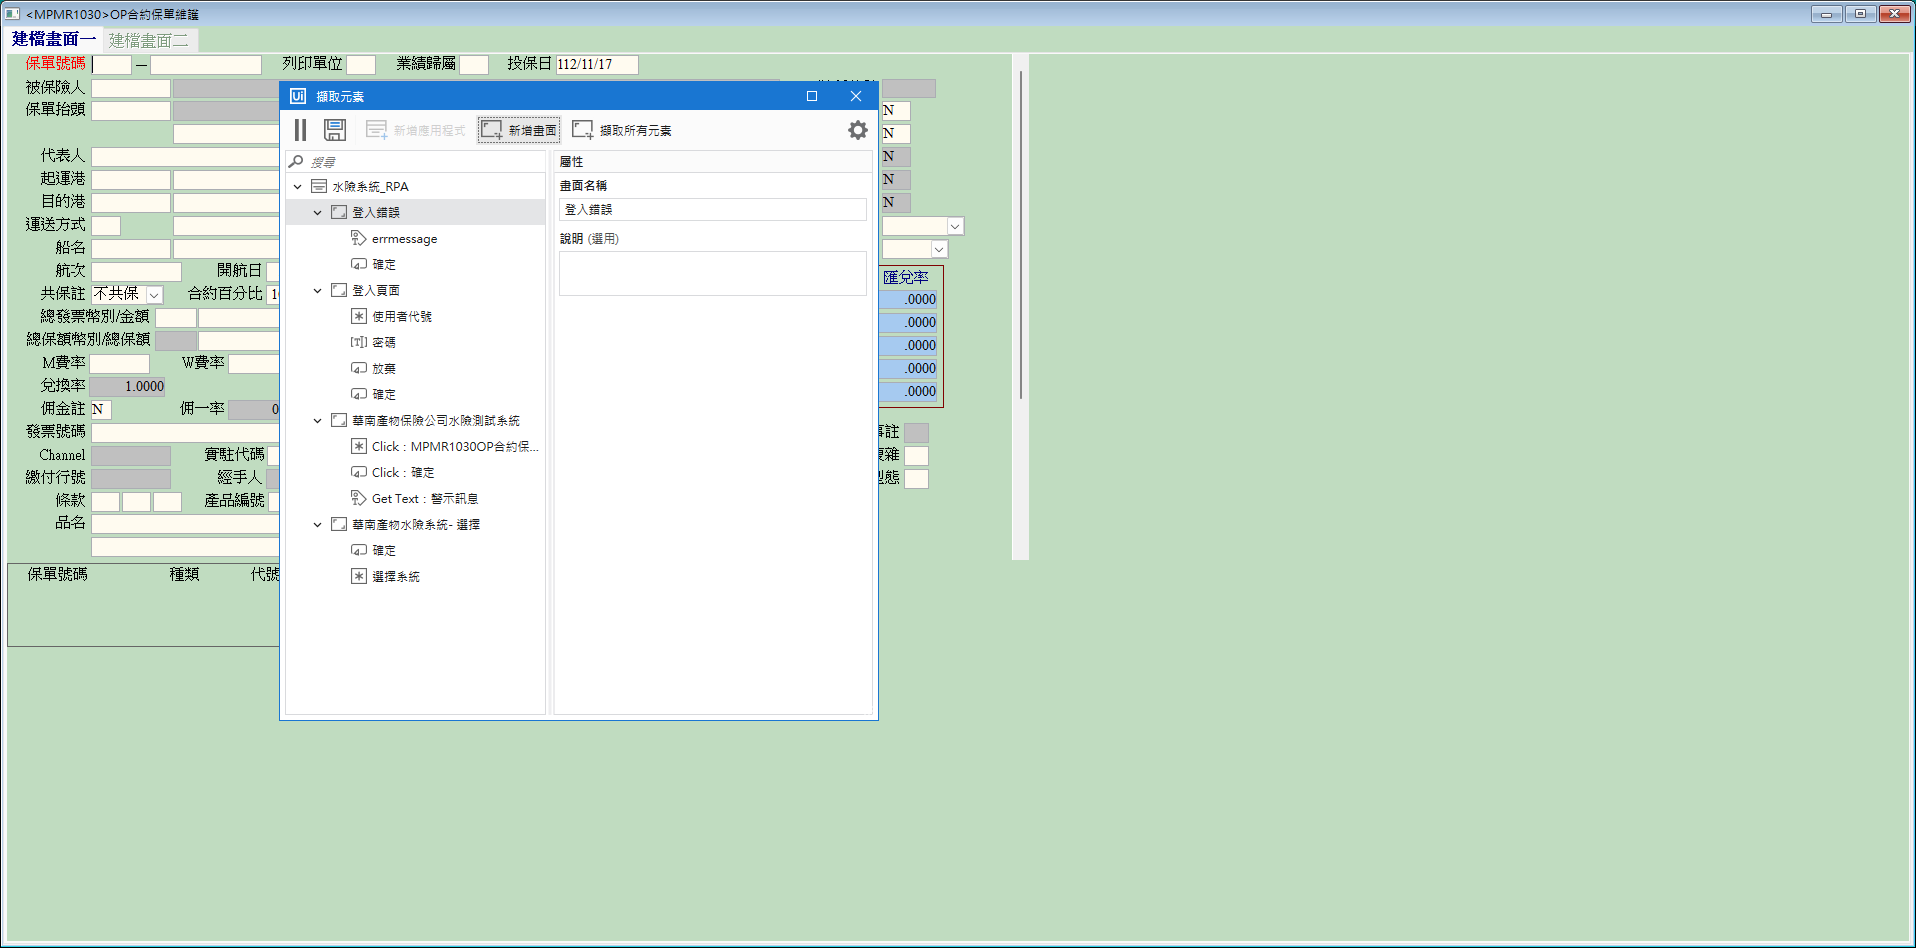 <MPMR1030>OP合約保單維護
建檔畫面一 建檔畫面二
保單號碼 — 列印單位 業績歸屬 投保日 112/11/17
被保險人
保單抬頭 N
N
代表人 N
起運港 N
目的港 N
運送方式
船名
航次 開航日
共保註 不共保 合約百分比
總發票幣別/金額
總保額幣別/總保額
M費率 W費率
兌換率 1.0000
佣金註 N 佣一率 0
發票號碼
Channel 實駐代碼
繳付行號 經手人
條款 產品編號
品名
保單號碼 種類 代號
匯兌率
.0000
.0000
.0000
.0000
.0000
註
複雜
型態
Ui 擷取元素
新增應用程式 新增畫面 擷取所有元素
搜尋
水險系統_RPA
登入錯誤
errmessage
確定
登入頁面
使用者代號
密碼
放棄
確定
華南產物保險公司水險測試系統
Click：MPMR1030OP合約保...
Click：確定
Get Text：警示訊息
華南產物水險系統- 選擇
確定
選擇系統
屬性
畫面名稱
登入錯誤
說明 (選用)